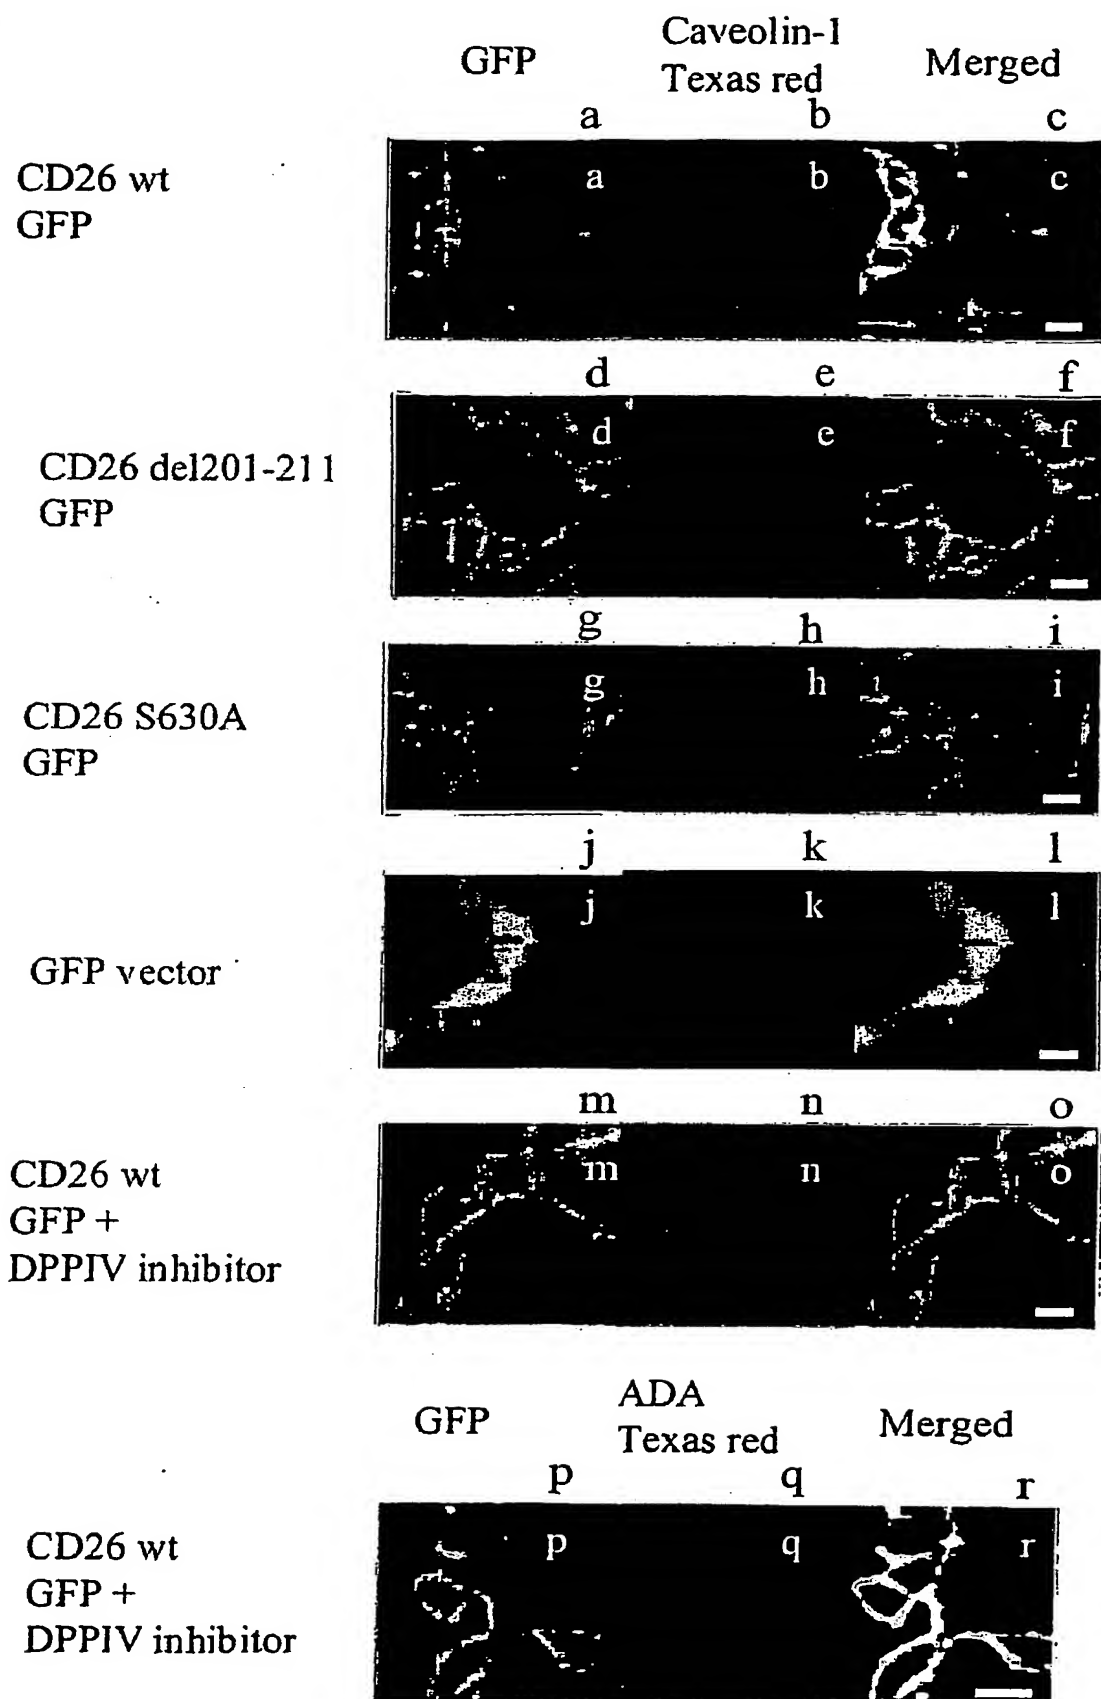 GFP
Caveolin-1
Texas red
Merged
a b c
CD26 wt
GFP
a b c
d e f
CD26 del201-211
GFP
d e f
g h i
CD26 S630A
GFP
g h i
j k l
GFP vector
j k l
m n o
CD26 wt
GFP +
DPPIV inhibitor
m n o
GFP
ADA
Texas red
Merged
p q r
CD26 wt
GFP +
DPPIV inhibitor
p q r